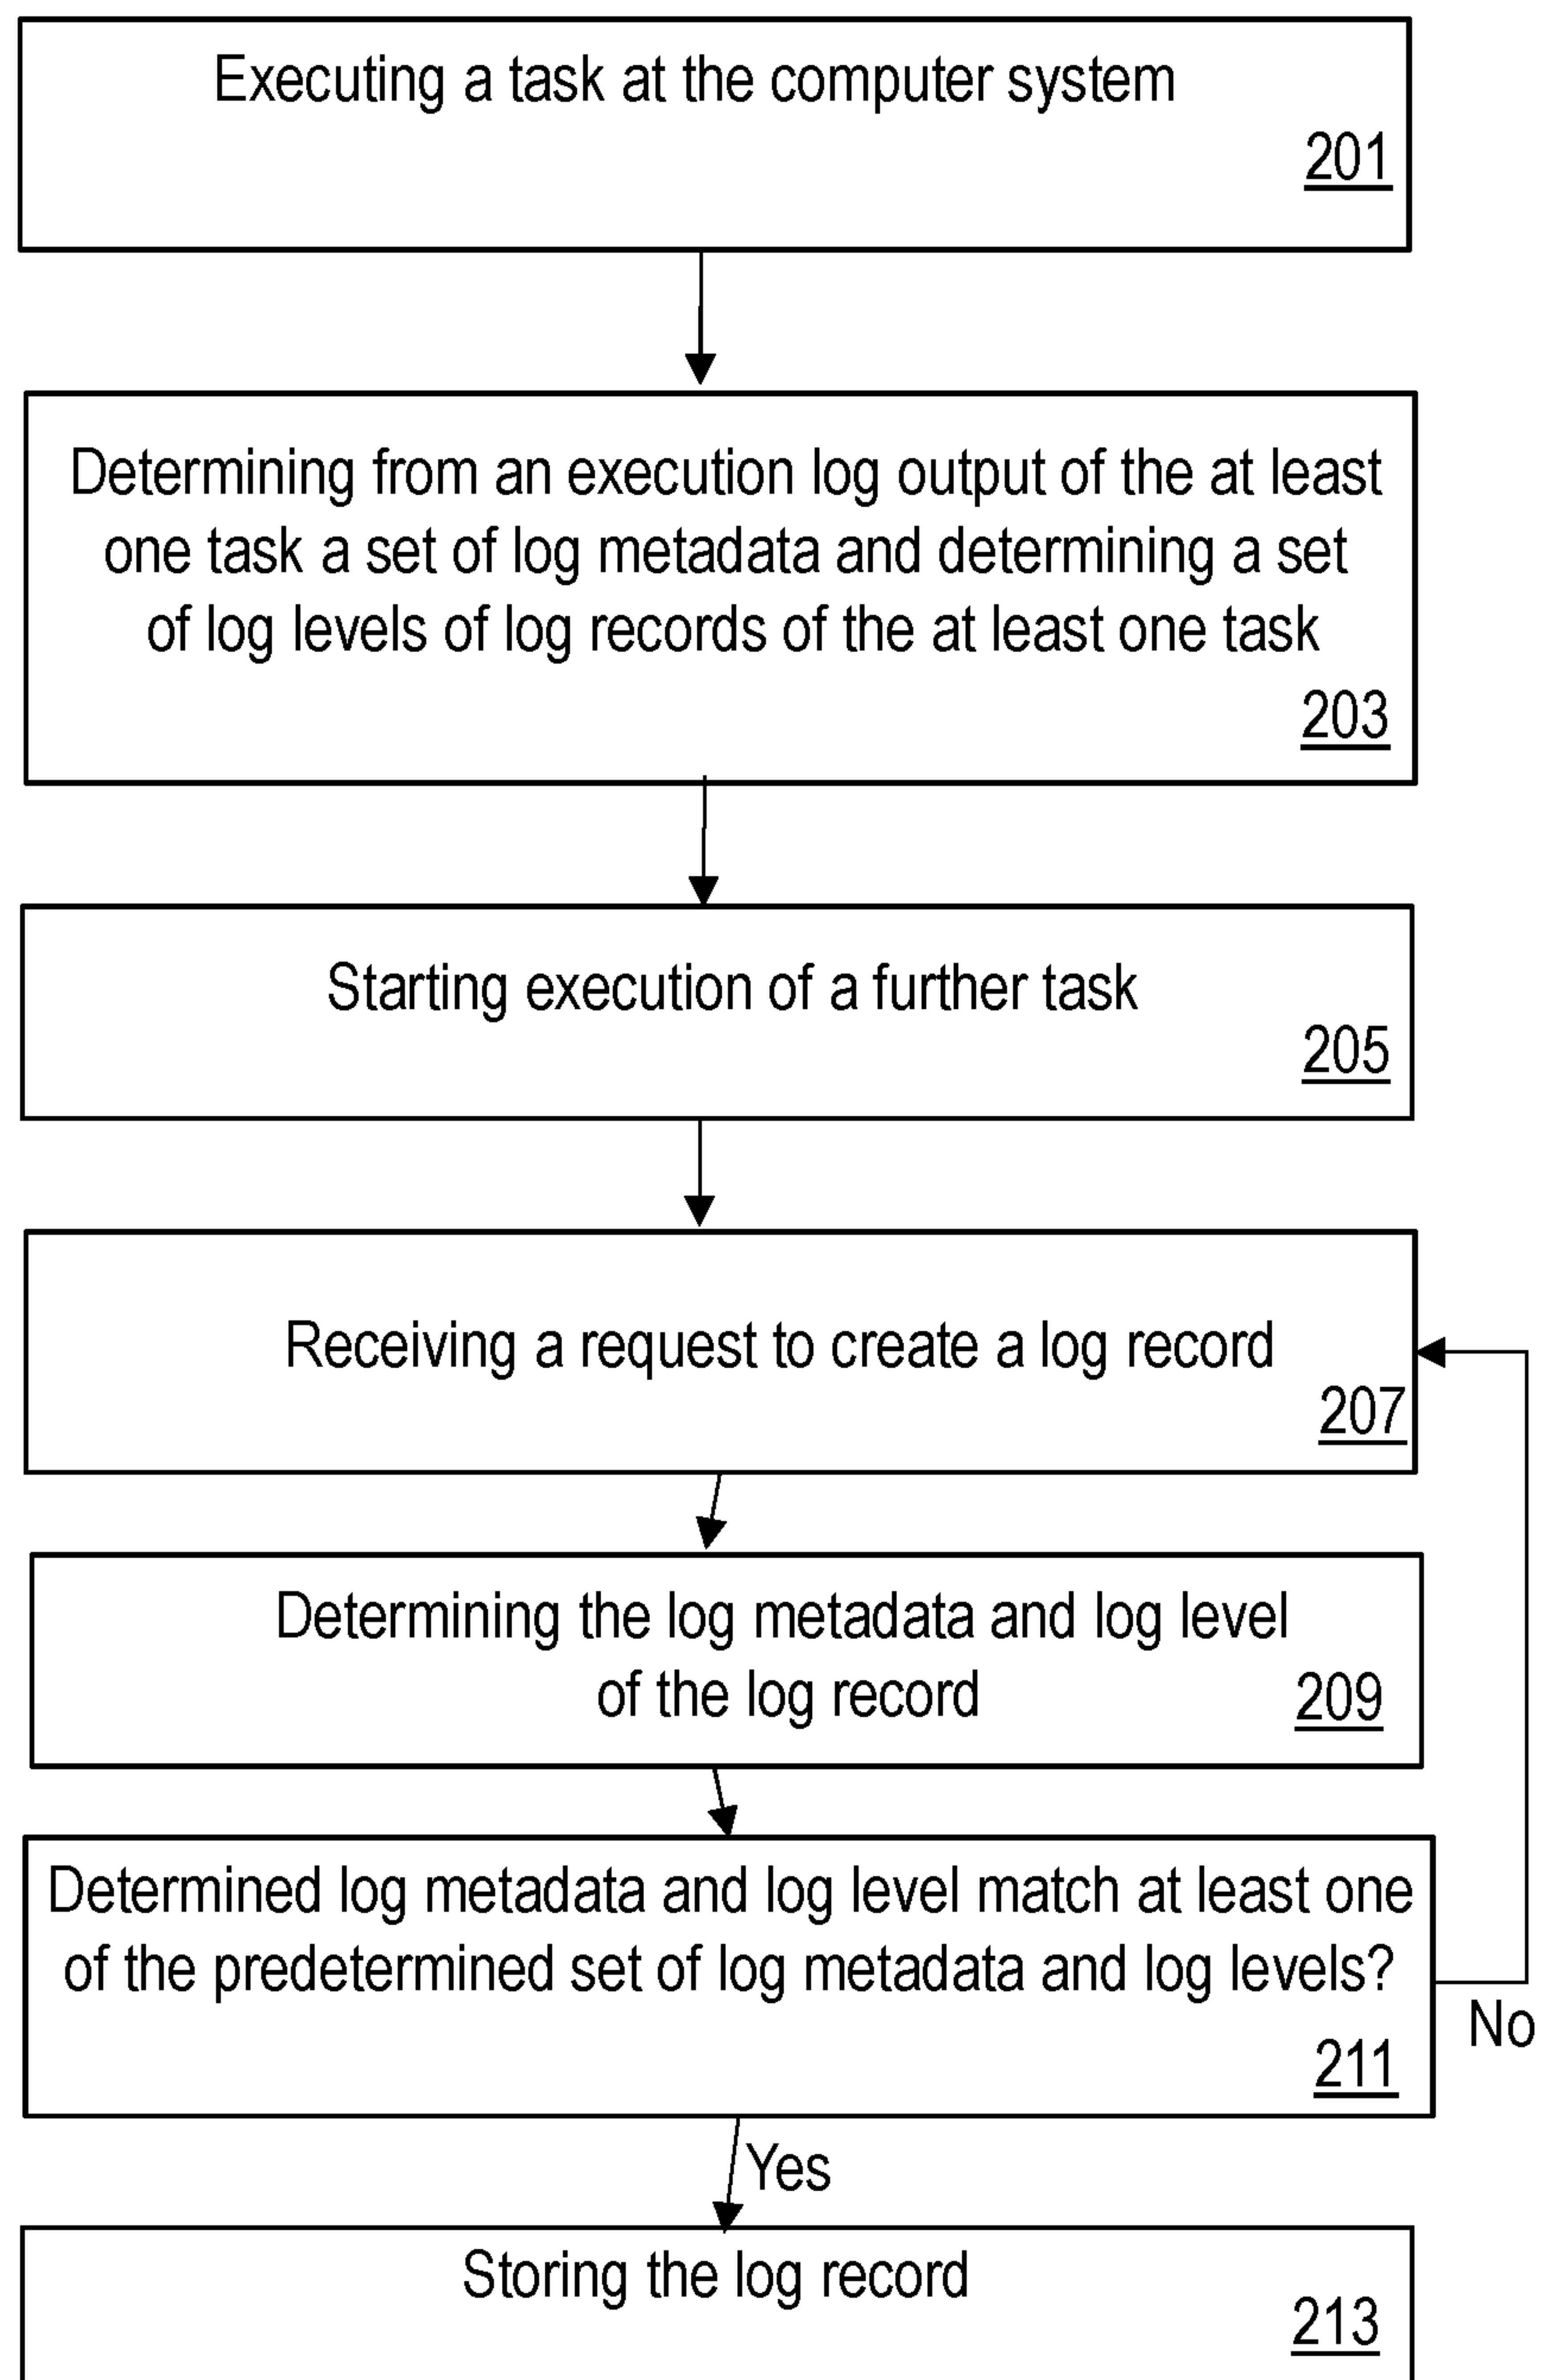 Executing a task at the computer system
201
Determining from an execution log output of the at least
one task a set of log metadata and determining a set
of log levels of log records of the at least one task
203
Starting execution of a further task
205
Receiving a request to create a log record
207
Determining the log metadata and log level
of the log record
209
Determined log metadata and log level match at least one
of the predetermined set of log metadata and log levels?
211
No
Yes
Storing the log record
213